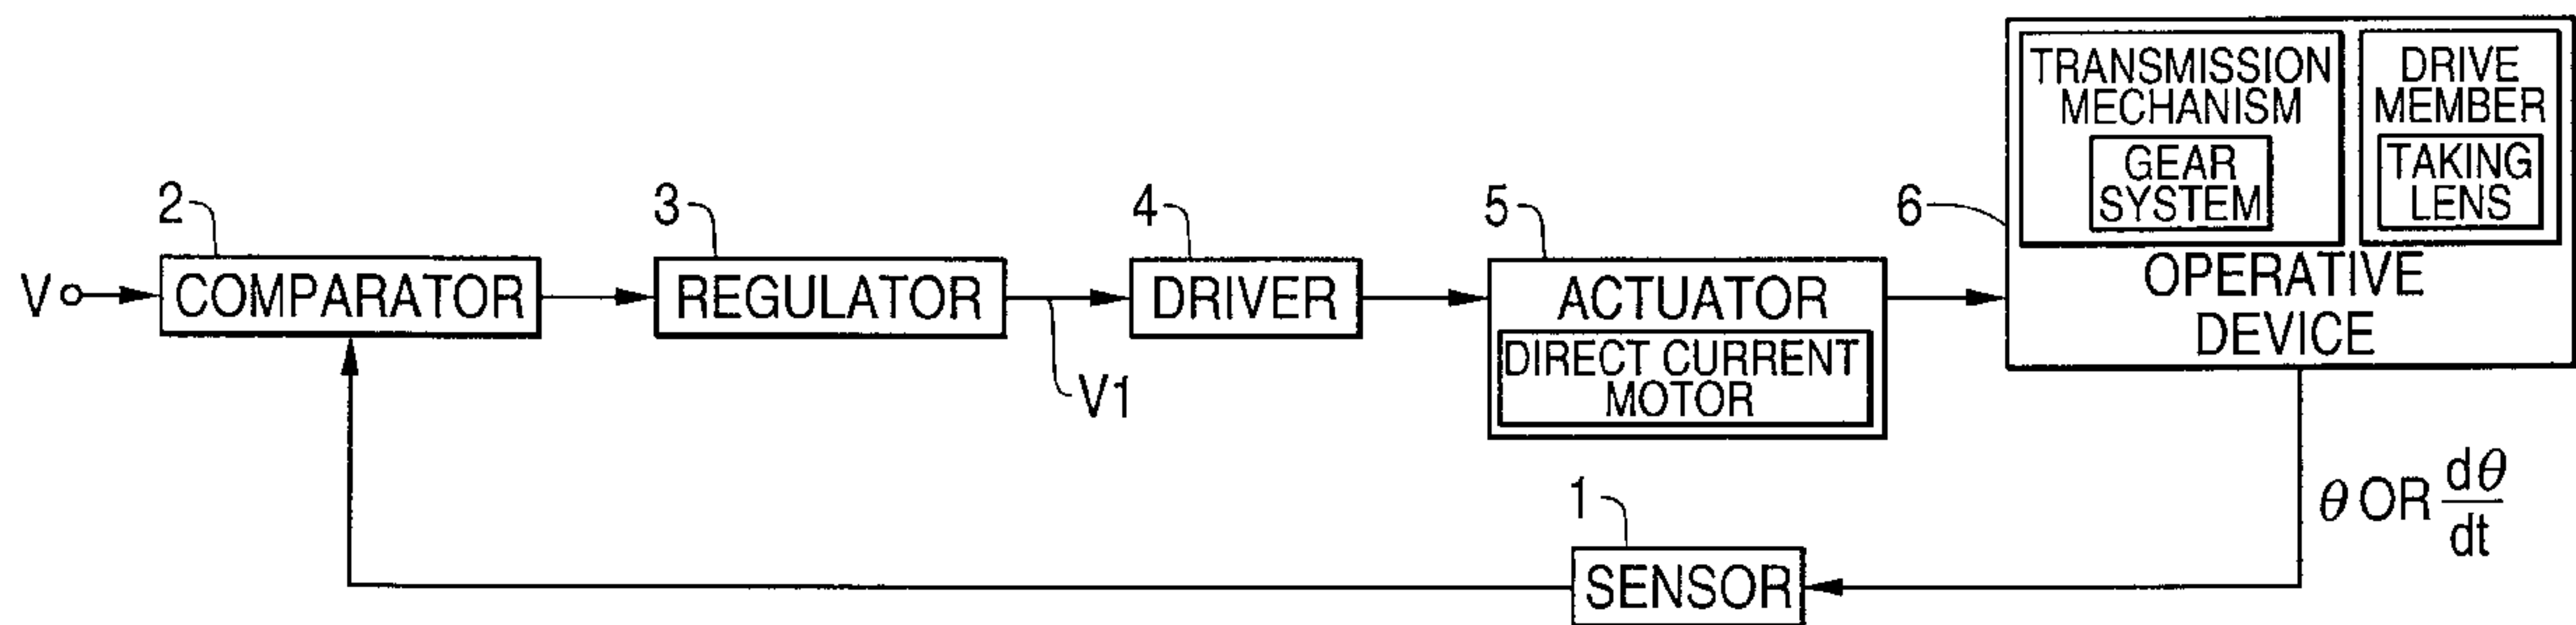 TRANSMISSION
MECHANISM
GEAR
SYSTEM
DRIVE
MEMBER
TAKING
LENS
OPERATIVE
DEVICE
6
2
3
4
5
V
COMPARATOR
REGULATOR
V1
DRIVER
ACTUATOR
DIRECT CURRENT
MOTOR
θ OR dθ/dt
1
SENSOR